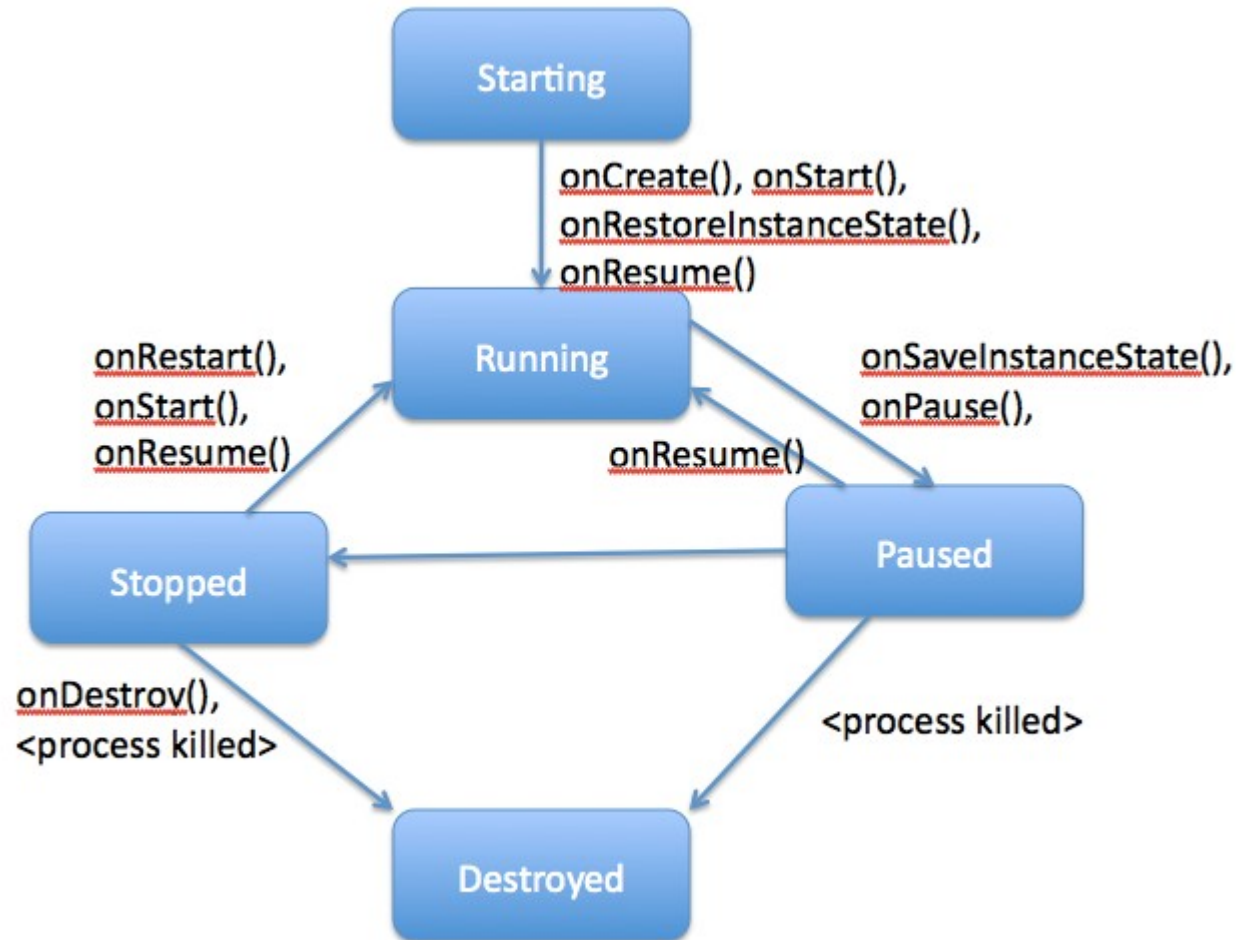 Starting
onCreate(), onStart(),
onRestoreInstanceState(),
onResume()
Running
onRestart(),
onStart(),
onResume()
onSaveInstanceState(),
onPause(),
onResume()
Stopped
Paused
onDestroy(),
<process killed>
<process killed>
Destroyed